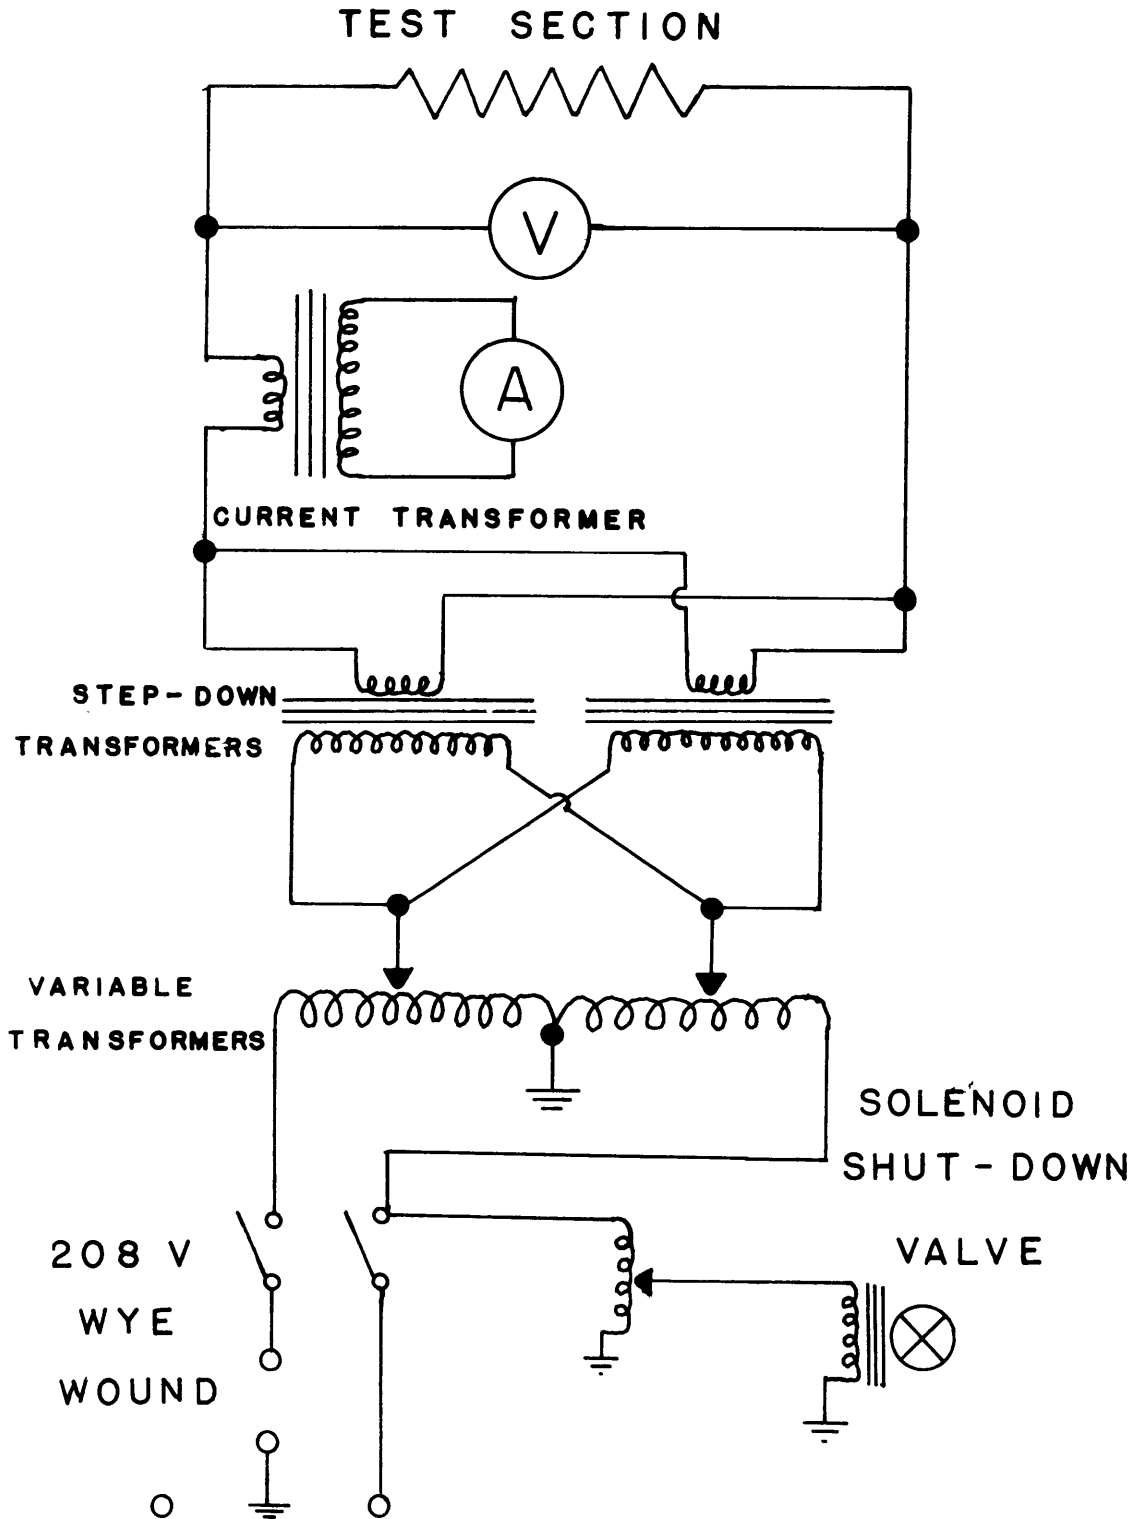 TEST SECTION
V
A
CURRENT TRANSFORMER
STEP-DOWN
TRANSFORMERS
VARIABLE
TRANSFORMERS
SOLENOID
SHUT-DOWN
VALVE
208 V
WYE
WOUND